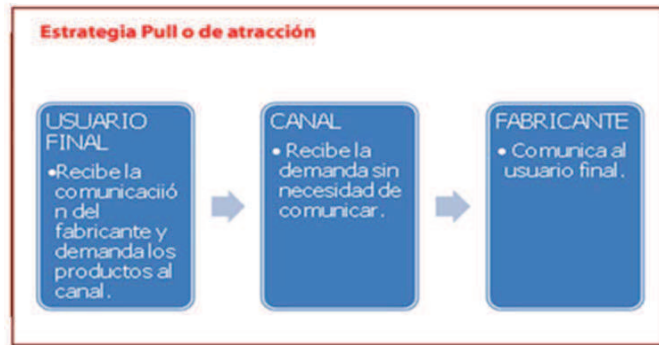 Estrategia Pull o de atracción
USUARIO
FINAL
•Recibe la
comunicaciió
n del
fabricante y
demanda los
productos al
canal.
CANAL
• Recibe la
demanda sin
necesidad de
comunicar.
FABRICANTE
• Comunica al
usuario final.